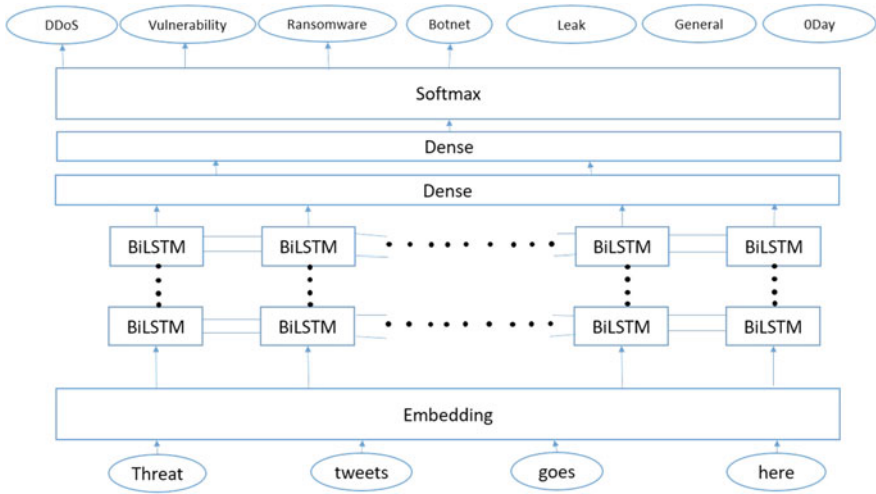 DDoS Vulnerability Ransomware Botnet Leak General 0Day
Softmax
Dense
Dense
BiLSTM BiLSTM BiLSTM BiLSTM
BiLSTM BiLSTM BiLSTM BiLSTM
Embedding
Threat tweets goes here